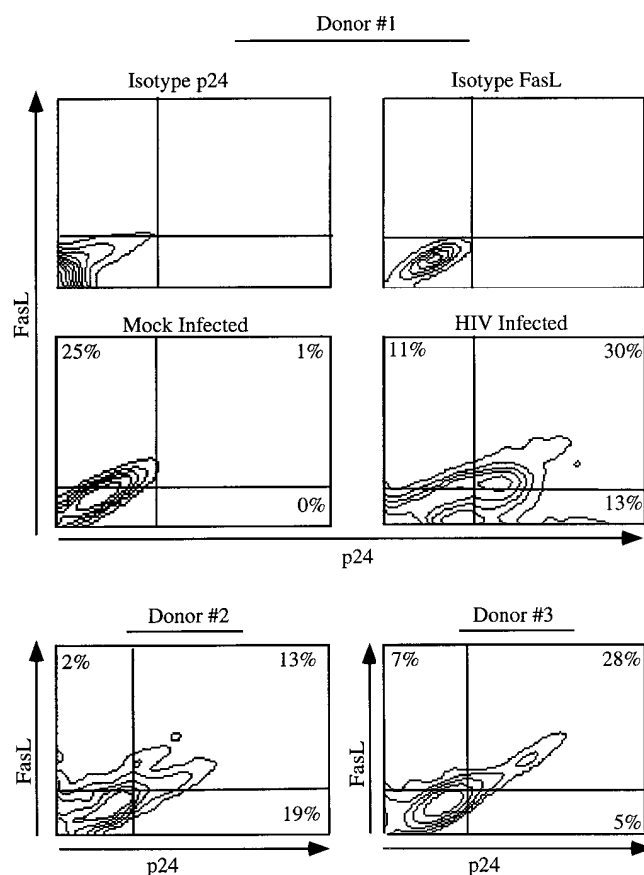 Donor #1
Isotype p24
Isotype FasL
Mock Infected
HIV Infected
25%
1%
0%
11%
30%
13%
FasL
p24
Donor #2
Donor #3
2%
13%
19%
7%
28%
5%
FasL
FasL
p24
p24